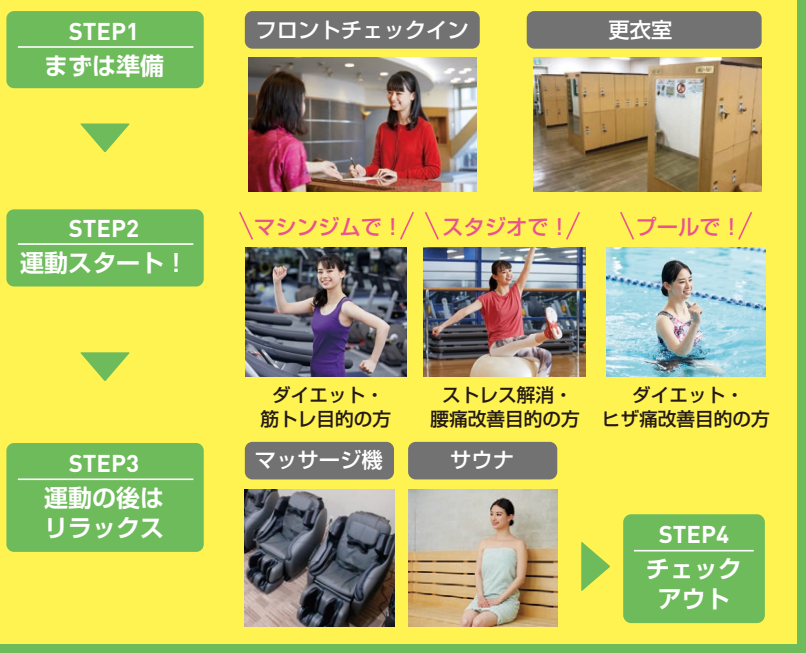 STEP1
まずは準備
フロントチェックイン
更衣室
STEP2
運動スタート！
\マシンジムで！/
\スタジオで！/
\プールで！/
ダイエット・
筋トレ目的の方
ストレス解消・
腰痛改善目的の方
ダイエット・
ヒザ痛改善目的の方
STEP3
運動の後は
リラックス
マッサージ機
サウナ
STEP4
チェック
アウト